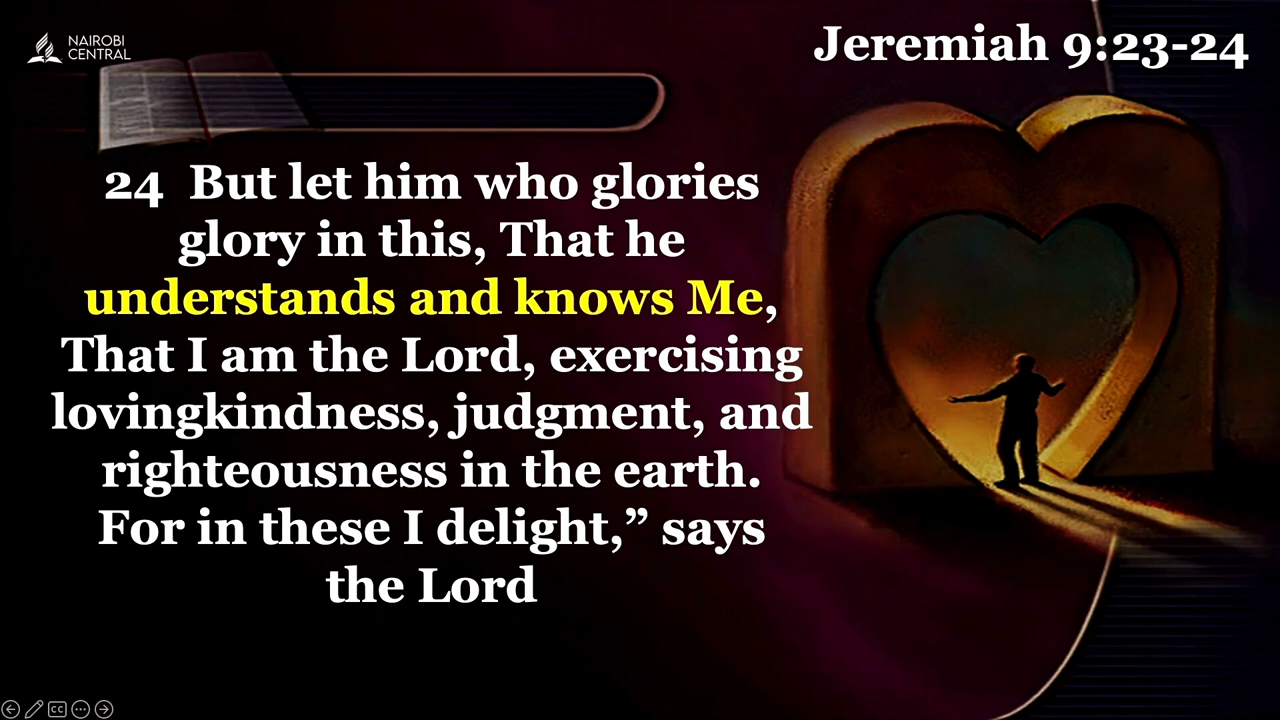 NAIROBI
CENTRAL
Jeremiah 9:23-24
24 But let him who glories
glory in this, That he
understands and knows Me,
That I am the Lord, exercising
lovingkindness, judgment, and
righteousness in the earth.
For in these I delight,” says
the Lord
CC